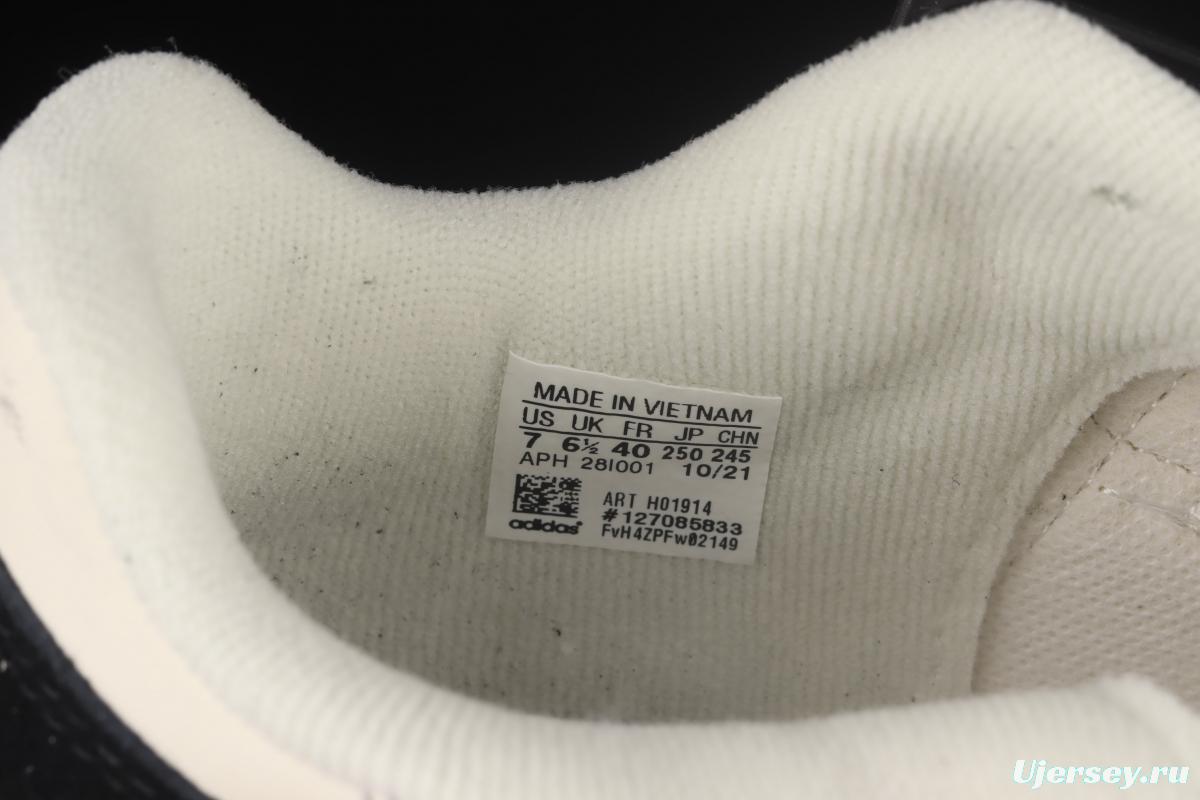 MADE IN VIETNAM
US UK FR JP CHN
7 6½ 40 250 245
APH 28I001 10/21
ART H01914
#127085833
adidas FvH4ZPFw02149
Ujersey.ru